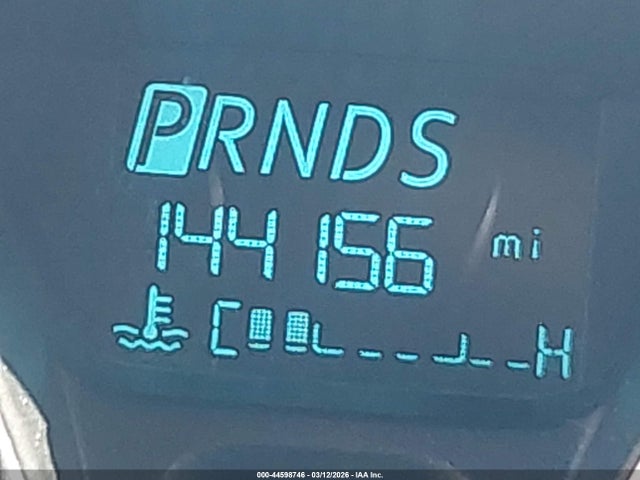 PRNDS
144156 mi
C H
000-44598746 - 03/12/2026 - IAA Inc.